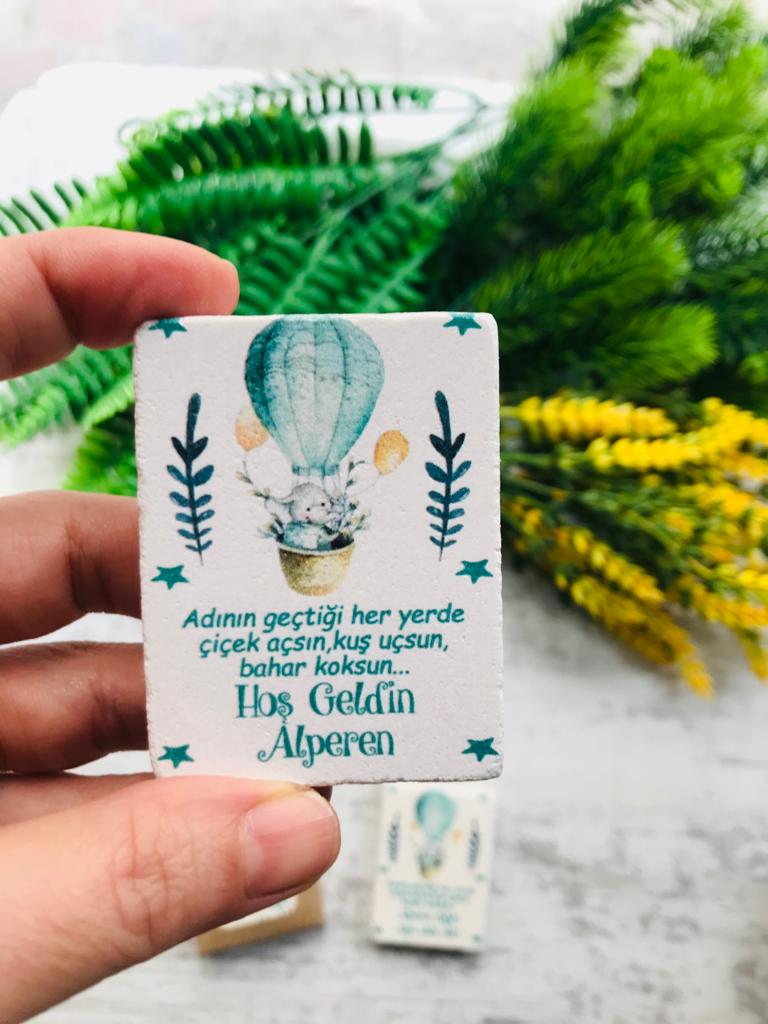 Adının geçtiği her yerde
çiçek açsın,kuş uçsun,
bahar koksun...
Hoş Geldin
Alperen